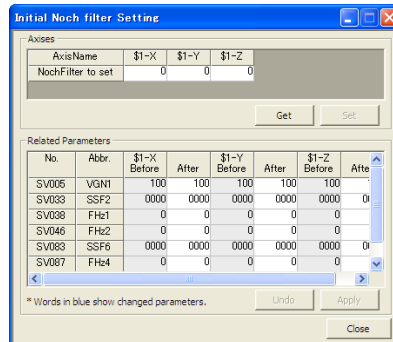 Initial Noch filter Setting
Axises
AxisName $1-X $1-Y $1-Z
NochFilter to set 0 0 0
Get Set
Related Parameters
No. Abbr. $1-X Before After $1-Y Before After $1-Z Before Afte
SV005 VGN1 100 100 100 100 100 1
SV033 SSF2 0000 0000 0000 0000 0000 0
SV038 FHz1 0 0 0 0 0
SV046 FHz2 0 0 0 0 0
SV083 SSF6 0000 0000 0000 0000 0000 0
SV087 FHz4 0 0 0 0 0
* Words in blue show changed parameters. Undo Apply
Close